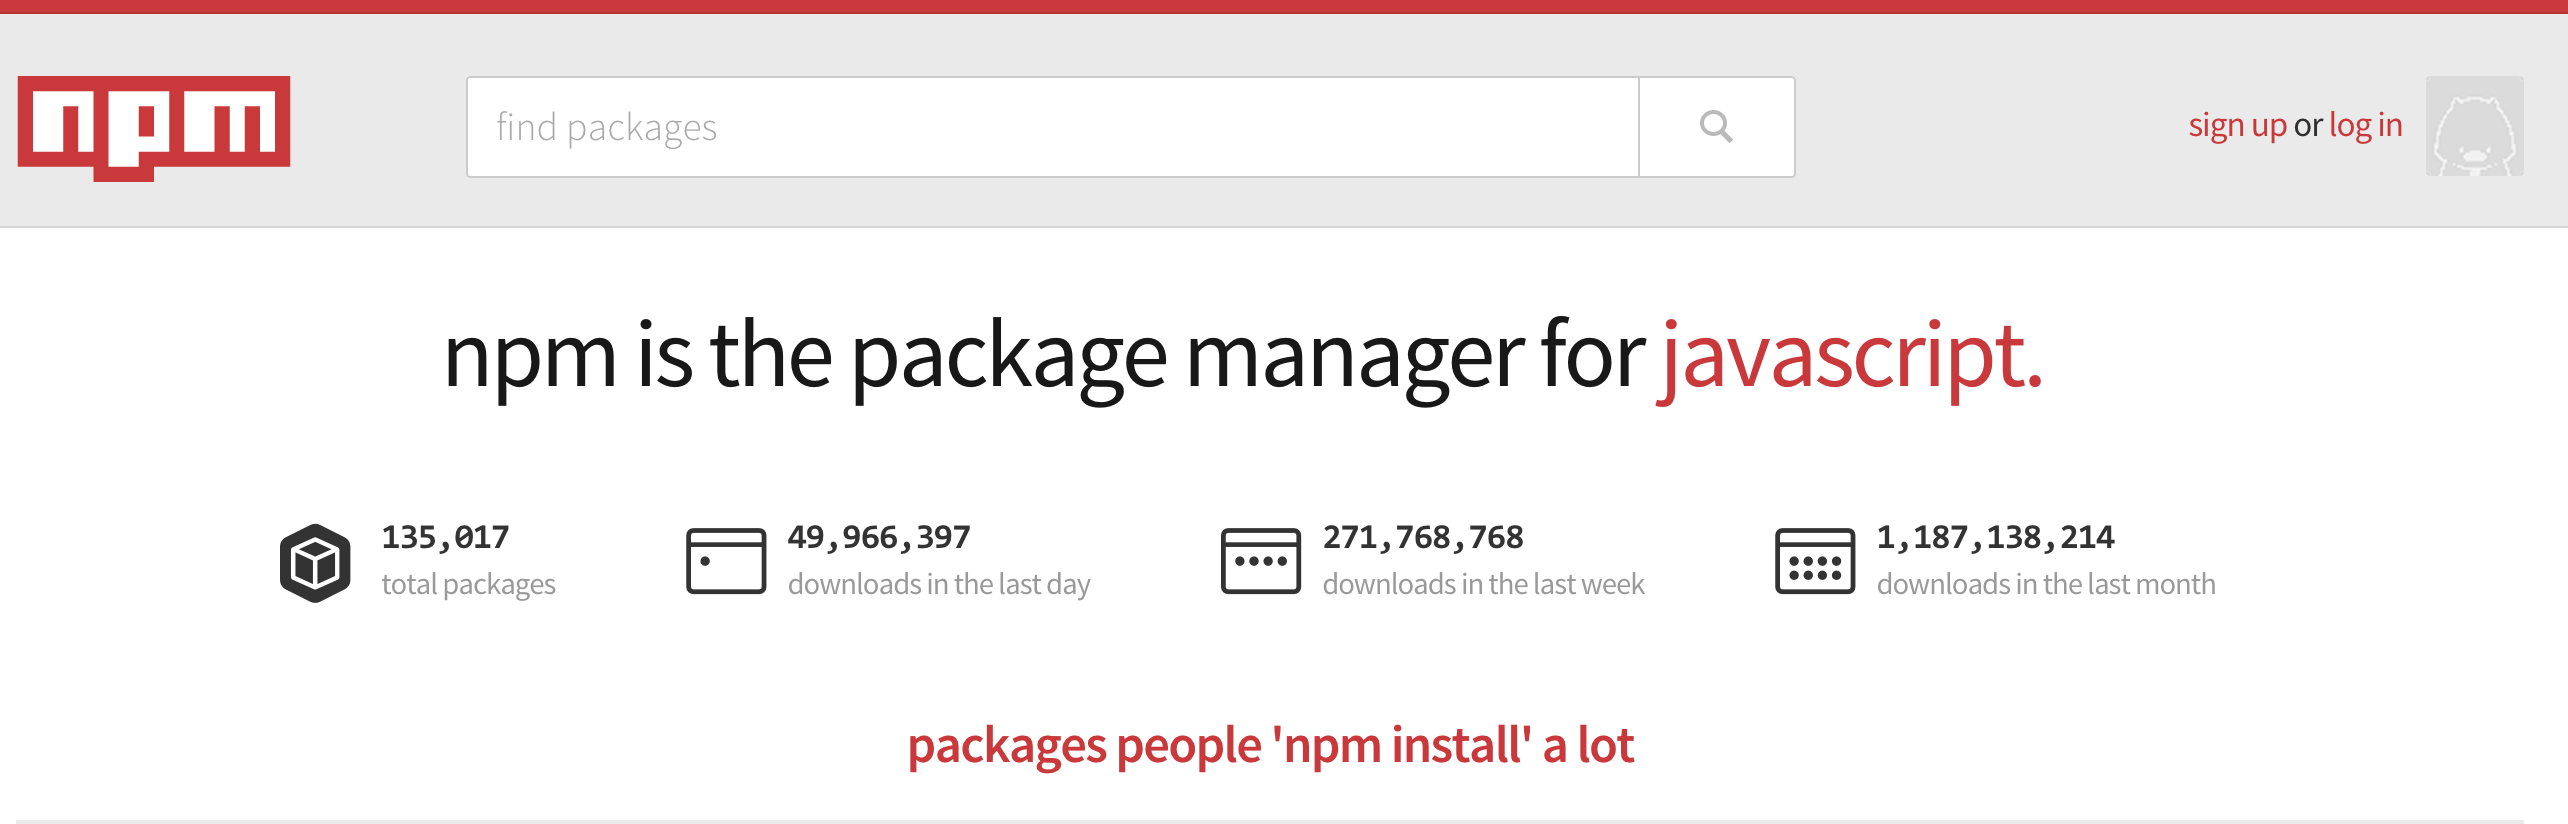 npm
find packages
sign up or log in
npm is the package manager for javascript.
135,017
total packages
49,966,397
downloads in the last day
271,768,768
downloads in the last week
1,187,138,214
downloads in the last month
packages people 'npm install' a lot